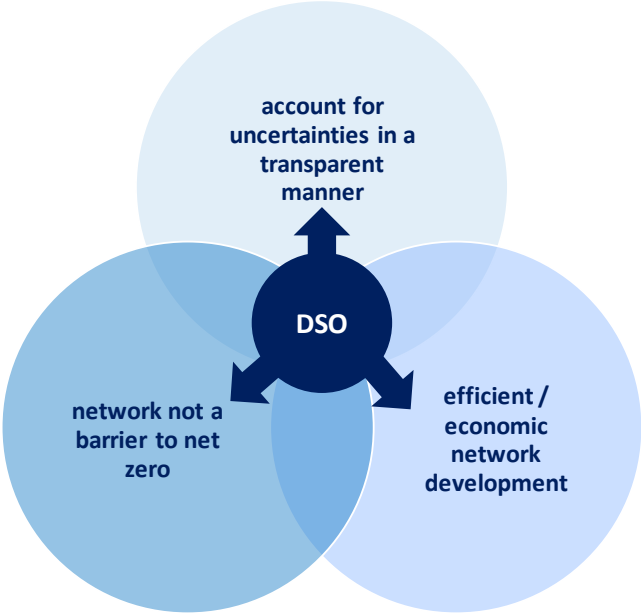 account for
uncertainties in a
transparent
manner
DSO
network not a
barrier to net
zero
efficient /
economic
network
development